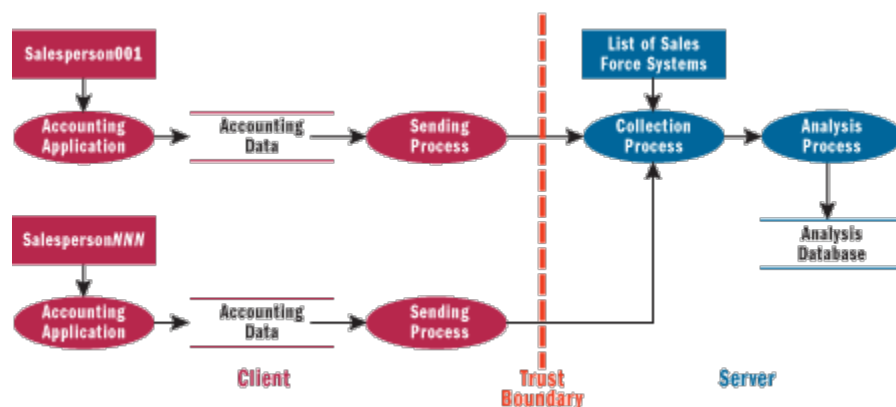 Salesperson001
List of Sales
Force Systems
Accounting
Application
Accounting
Data
Sending
Process
Collection
Process
Analysis
Process
SalespersonNNN
Analysis
Database
Accounting
Application
Accounting
Data
Sending
Process
Client
Trust
Boundary
Server